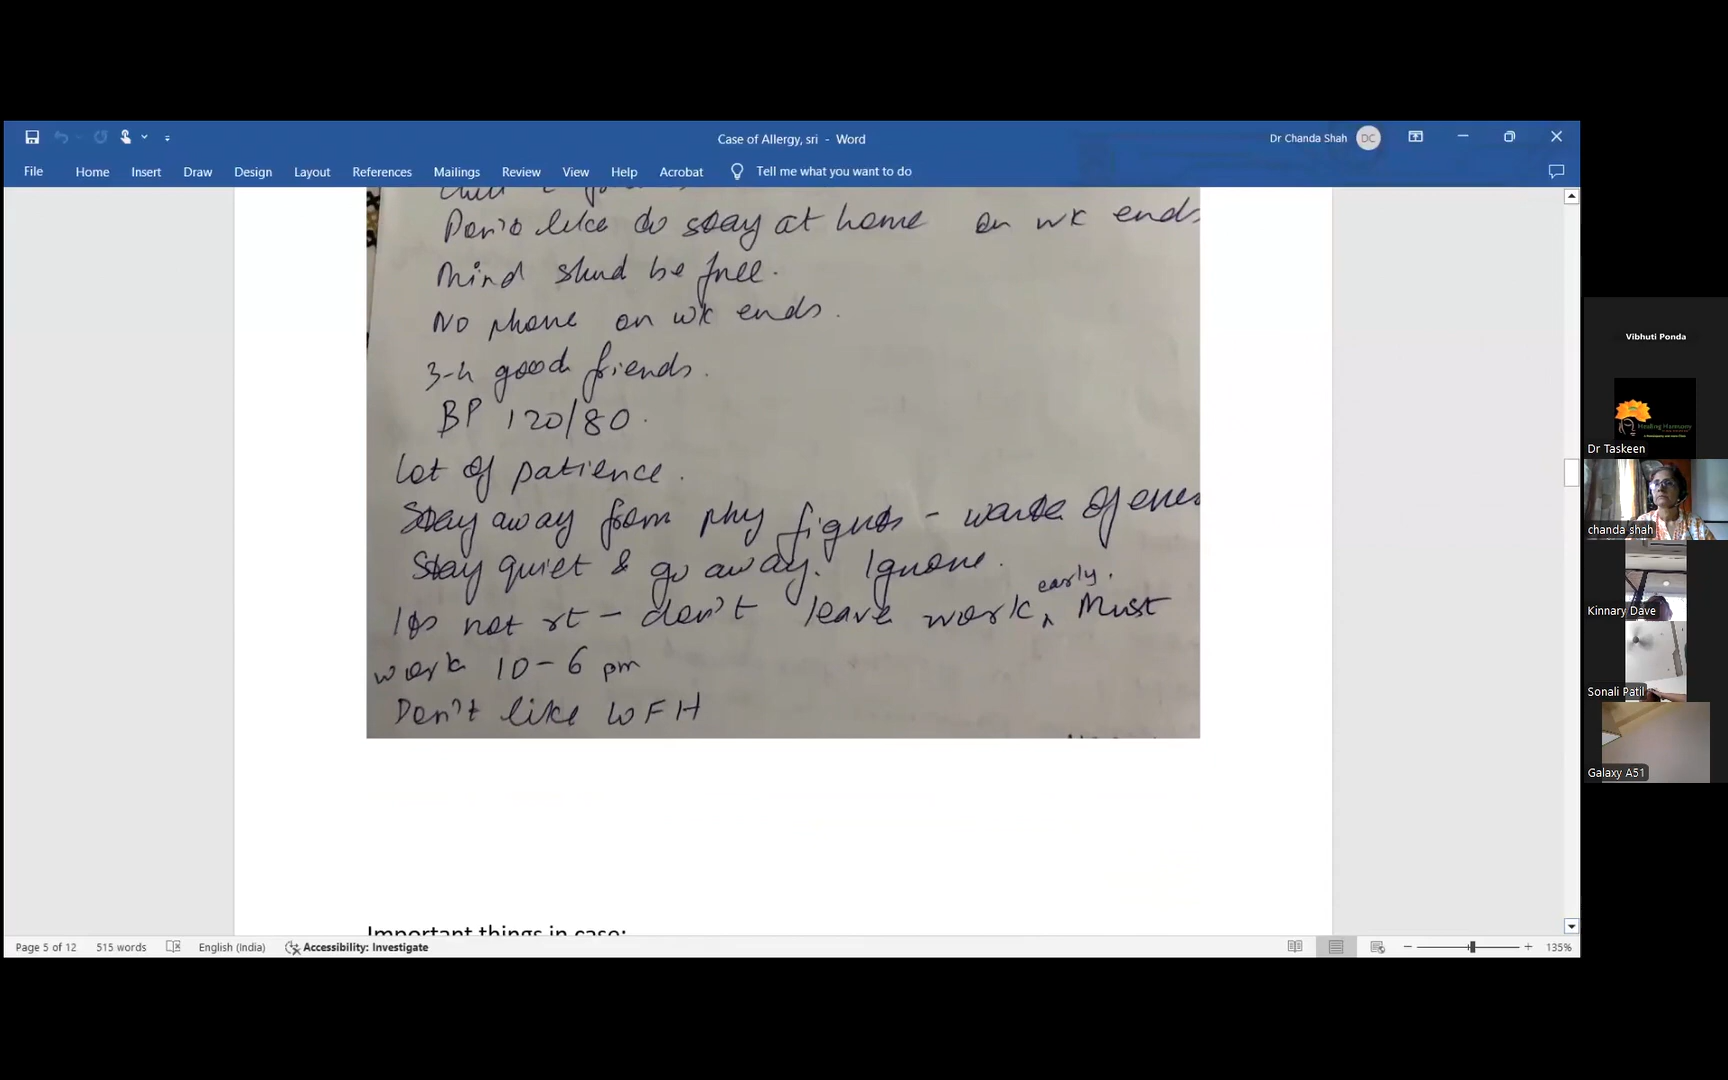 Case of Allergy, sri - Word
Dr Chanda Shah
DC
File Home Insert Draw Design Layout References Mailings Review View Help Acrobat Tell me what you want to do
Don't like to stay at home on wk ends
Mind shud be free.
No phone on wk ends.
3-4 good friends.
BP 120/80.
Lot of patience.
Stay away from phy fights - waste of ener
Stay quiet & go away. Ignore.
Its not rt - don't leave work early. Must
work 10-6 pm
Don't like WFH
Important things in case:
Page 5 of 12 515 words English (India) Accessibility: Investigate 135%
Vibhuti Ponda
Healing Harmony
Dr Taskeen
chanda shah
Kinnary Dave
Sonali Patil
Galaxy A51